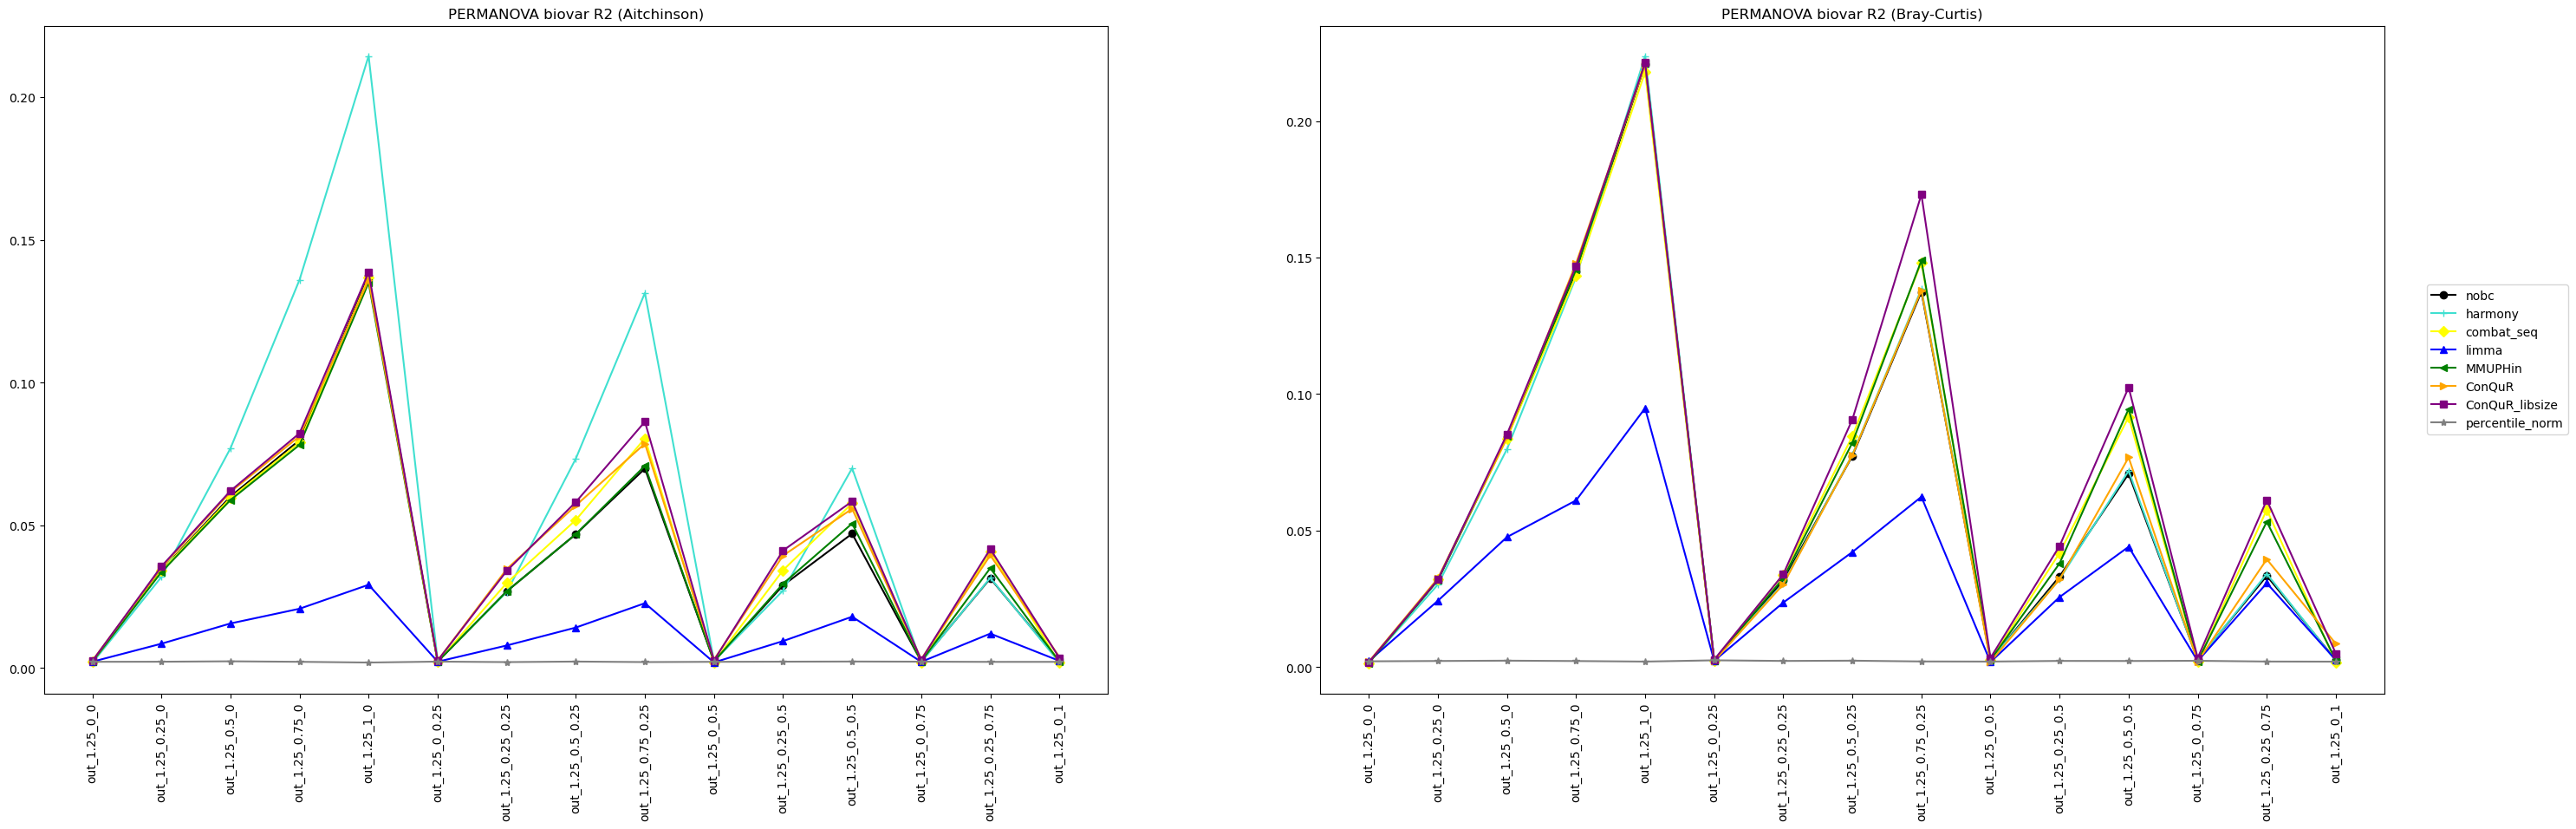 PERMANOVA biovar R2 (Aitchinson)
0.20
0.15
0.10
0.05
0.00
out_1.25_0_0
out_1.25_0.25_0
out_1.25_0.5_0
out_1.25_0.75_0
out_1.25_1_0
out_1.25_0_0.25
out_1.25_0.25_0.25
out_1.25_0.5_0.25
out_1.25_0.75_0.25
out_1.25_0_0.5
out_1.25_0.25_0.5
out_1.25_0.5_0.5
out_1.25_0_0.75
out_1.25_0.25_0.75
out_1.25_0_1
PERMANOVA biovar R2 (Bray-Curtis)
0.20
0.15
0.10
0.05
0.00
out_1.25_0_0
out_1.25_0.25_0
out_1.25_0.5_0
out_1.25_0.75_0
out_1.25_1_0
out_1.25_0_0.25
out_1.25_0.25_0.25
out_1.25_0.5_0.25
out_1.25_0.75_0.25
out_1.25_0_0.5
out_1.25_0.25_0.5
out_1.25_0.5_0.5
out_1.25_0_0.75
out_1.25_0.25_0.75
out_1.25_0_1
nobc
harmony
combat_seq
limma
MMUPHin
ConQuR
ConQuR_libsize
percentile_norm